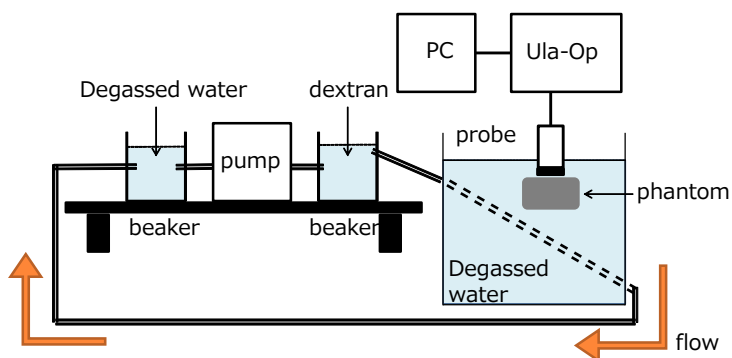 PC
Ula-Op
Degassed water
dextran
probe
pump
phantom
beaker
beaker
Degassed
water
flow